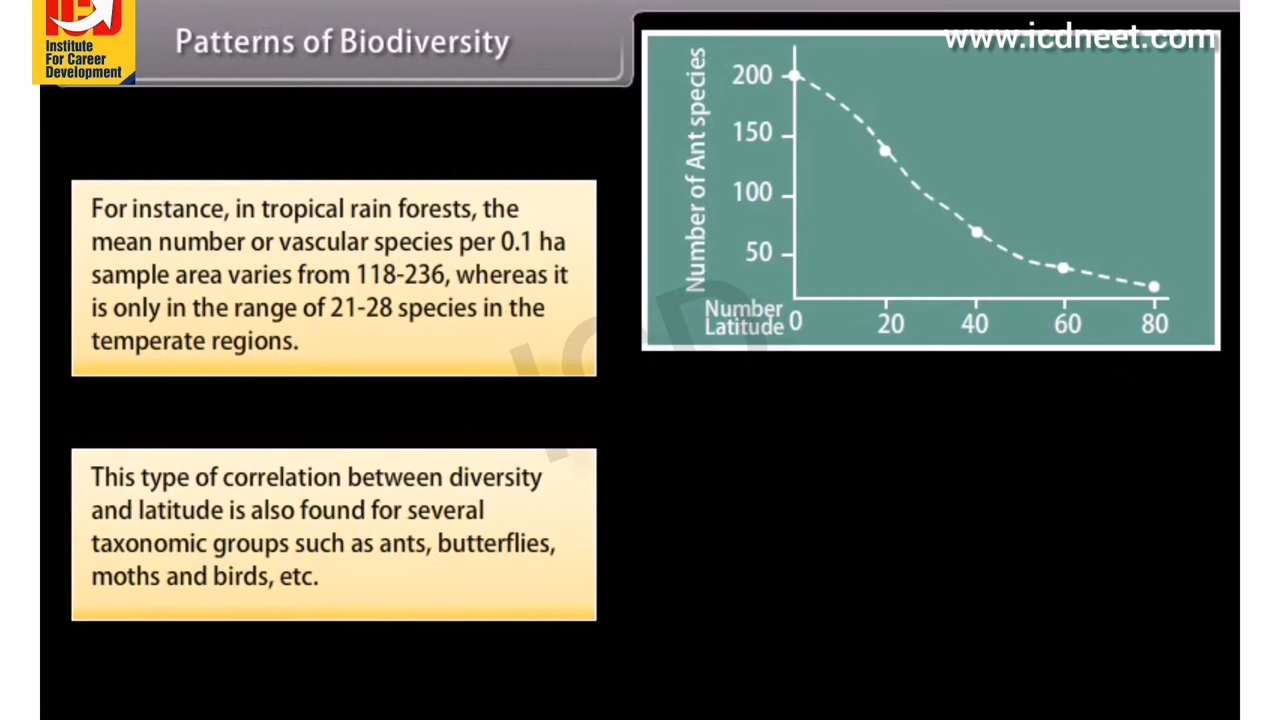 ICD
Institute
For Career
Development
Patterns of Biodiversity
www.icdneet.com
For instance, in tropical rain forests, the
mean number or vascular species per 0.1 ha
sample area varies from 118-236, whereas it
is only in the range of 21-28 species in the
temperate regions.
This type of correlation between diversity
and latitude is also found for several
taxonomic groups such as ants, butterflies,
moths and birds, etc.
Number of Ant species
200
150
100
50
Number
Latitude
0 20 40 60 80
ICD